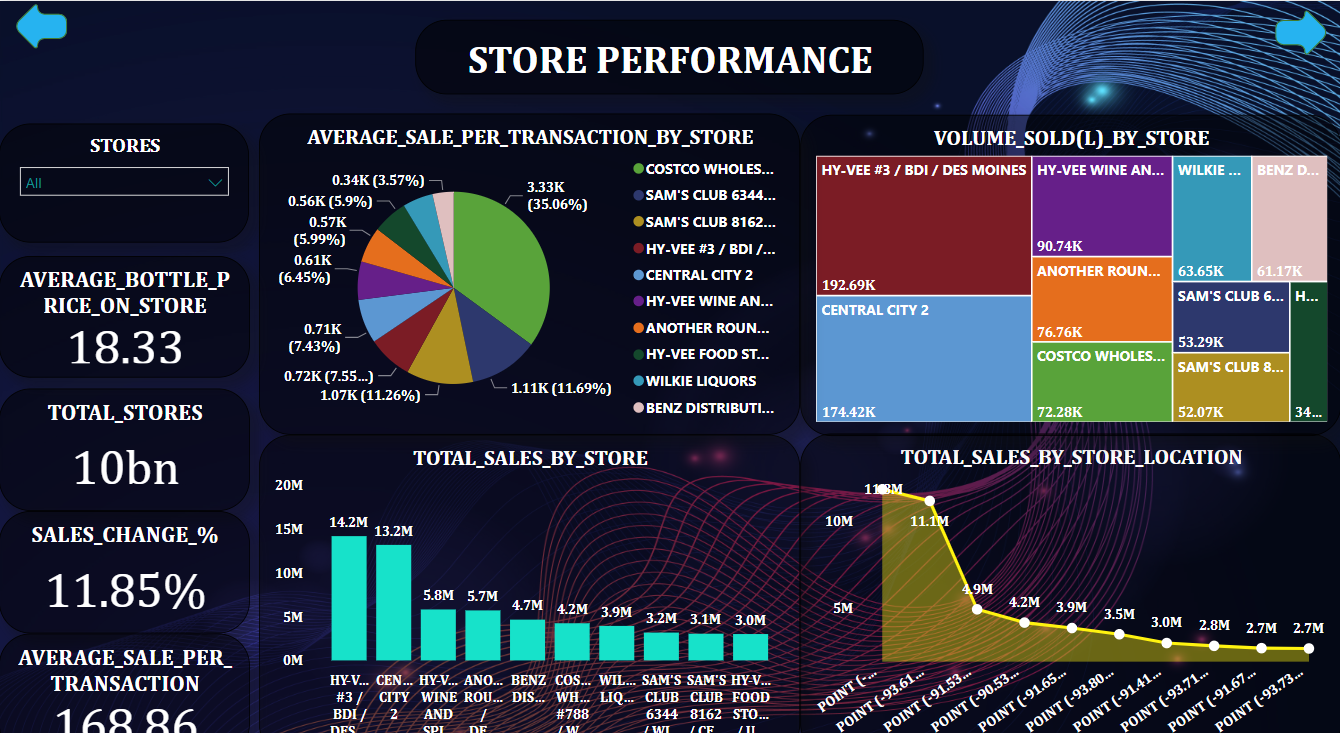 STORE PERFORMANCE
STORES
All
AVERAGE_BOTTLE_P
RICE_ON_STORE
18.33
TOTAL_STORES
10bn
SALES_CHANGE_%
11.85%
AVERAGE_SALE_PER_
TRANSACTION
168.86
AVERAGE_SALE_PER_TRANSACTION_BY_STORE
0.34K (3.57%)
0.56K (5.9%)
0.57K
(5.99%)
0.61K
(6.45%)
0.71K
(7.43%)
0.72K (7.55...)
1.07K (11.26%)
1.11K (11.69%)
3.33K
(35.06%)
COSTCO WHOLES...
SAM'S CLUB 6344...
SAM'S CLUB 8162...
HY-VEE #3 / BDI /...
CENTRAL CITY 2
HY-VEE WINE AN...
ANOTHER ROUN...
HY-VEE FOOD ST...
WILKIE LIQUORS
BENZ DISTRIBUTI...
VOLUME_SOLD(L)_BY_STORE
HY-VEE #3 / BDI / DES MOINES
192.69K
CENTRAL CITY 2
174.42K
HY-VEE WINE AN...
90.74K
ANOTHER ROUN...
76.76K
COSTCO WHOLES...
72.28K
WILKIE ...
63.65K
BENZ D...
61.17K
SAM'S CLUB 6...
53.29K
SAM'S CLUB 8...
52.07K
H...
34...
TOTAL_SALES_BY_STORE
20M
15M
10M
5M
0M
14.2M
13.2M
5.8M
5.7M
4.7M
4.2M
3.9M
3.2M
3.1M
3.0M
HY-V... CEN... HY-V... ANO... BENZ COS... WIL... SAM'S SAM'S HY-V...
#3 / CITY WINE ROU... DIS... WH... LIQ... CLUB CLUB FOOD
BDI / 2 AND / #788 6344 8162 STO...
TOTAL_SALES_BY_STORE_LOCATION
10M
5M
11.1M
4.9M
4.2M
3.9M
3.5M
3.0M
2.8M
2.7M
2.7M
POINT (-...
POINT (-93.61...
POINT (-91.53...
POINT (-90.53...
POINT (-91.65...
POINT (-93.80...
POINT (-91.41...
POINT (-93.71...
POINT (-91.67...
POINT (-93.73...